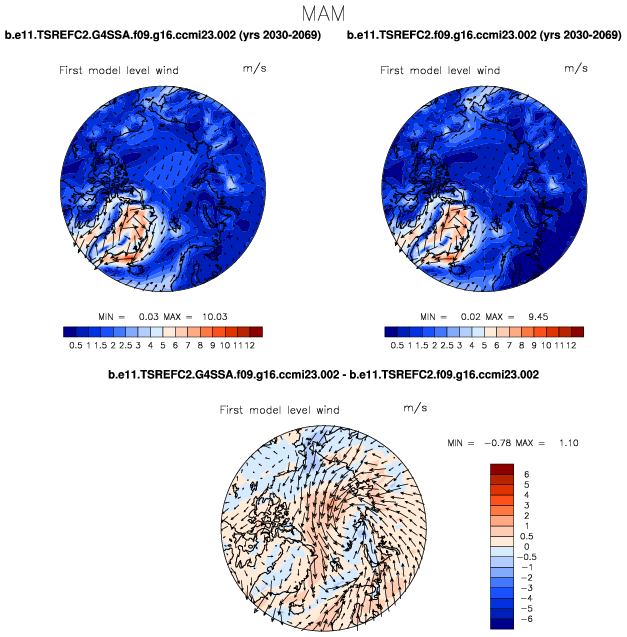 MAM
b.e11.TSREFC2.G4SSA.f09.g16.ccmi23.002 (yrs 2030-2069)
b.e11.TSREFC2.f09.g16.ccmi23.002 (yrs 2030-2069)
First model level wind m/s
First model level wind m/s
MIN = 0.03 MAX = 10.03
MIN = 0.02 MAX = 9.45
0.5 1 1.5 2 2.5 3 4 5 6 7 8 9 10 11 12
0.5 1 1.5 2 2.5 3 4 5 6 7 8 9 10 11 12
b.e11.TSREFC2.G4SSA.f09.g16.ccmi23.002 - b.e11.TSREFC2.f09.g16.ccmi23.002
First model level wind m/s
MIN = -0.78 MAX = 1.10
6
5
4
3
2
1
0.5
0
-0.5
-1
-2
-3
-4
-5
-6